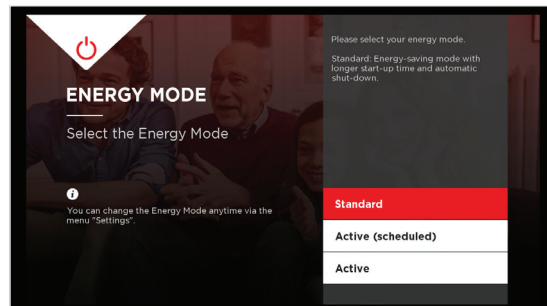 ENERGY MODE
Select the Energy Mode
You can change the Energy Mode anytime via the
menu "Settings".
Please select your energy mode.
Standard: Energy-saving mode with
longer start-up time and automatic
shut-down.
Standard
Active (scheduled)
Active